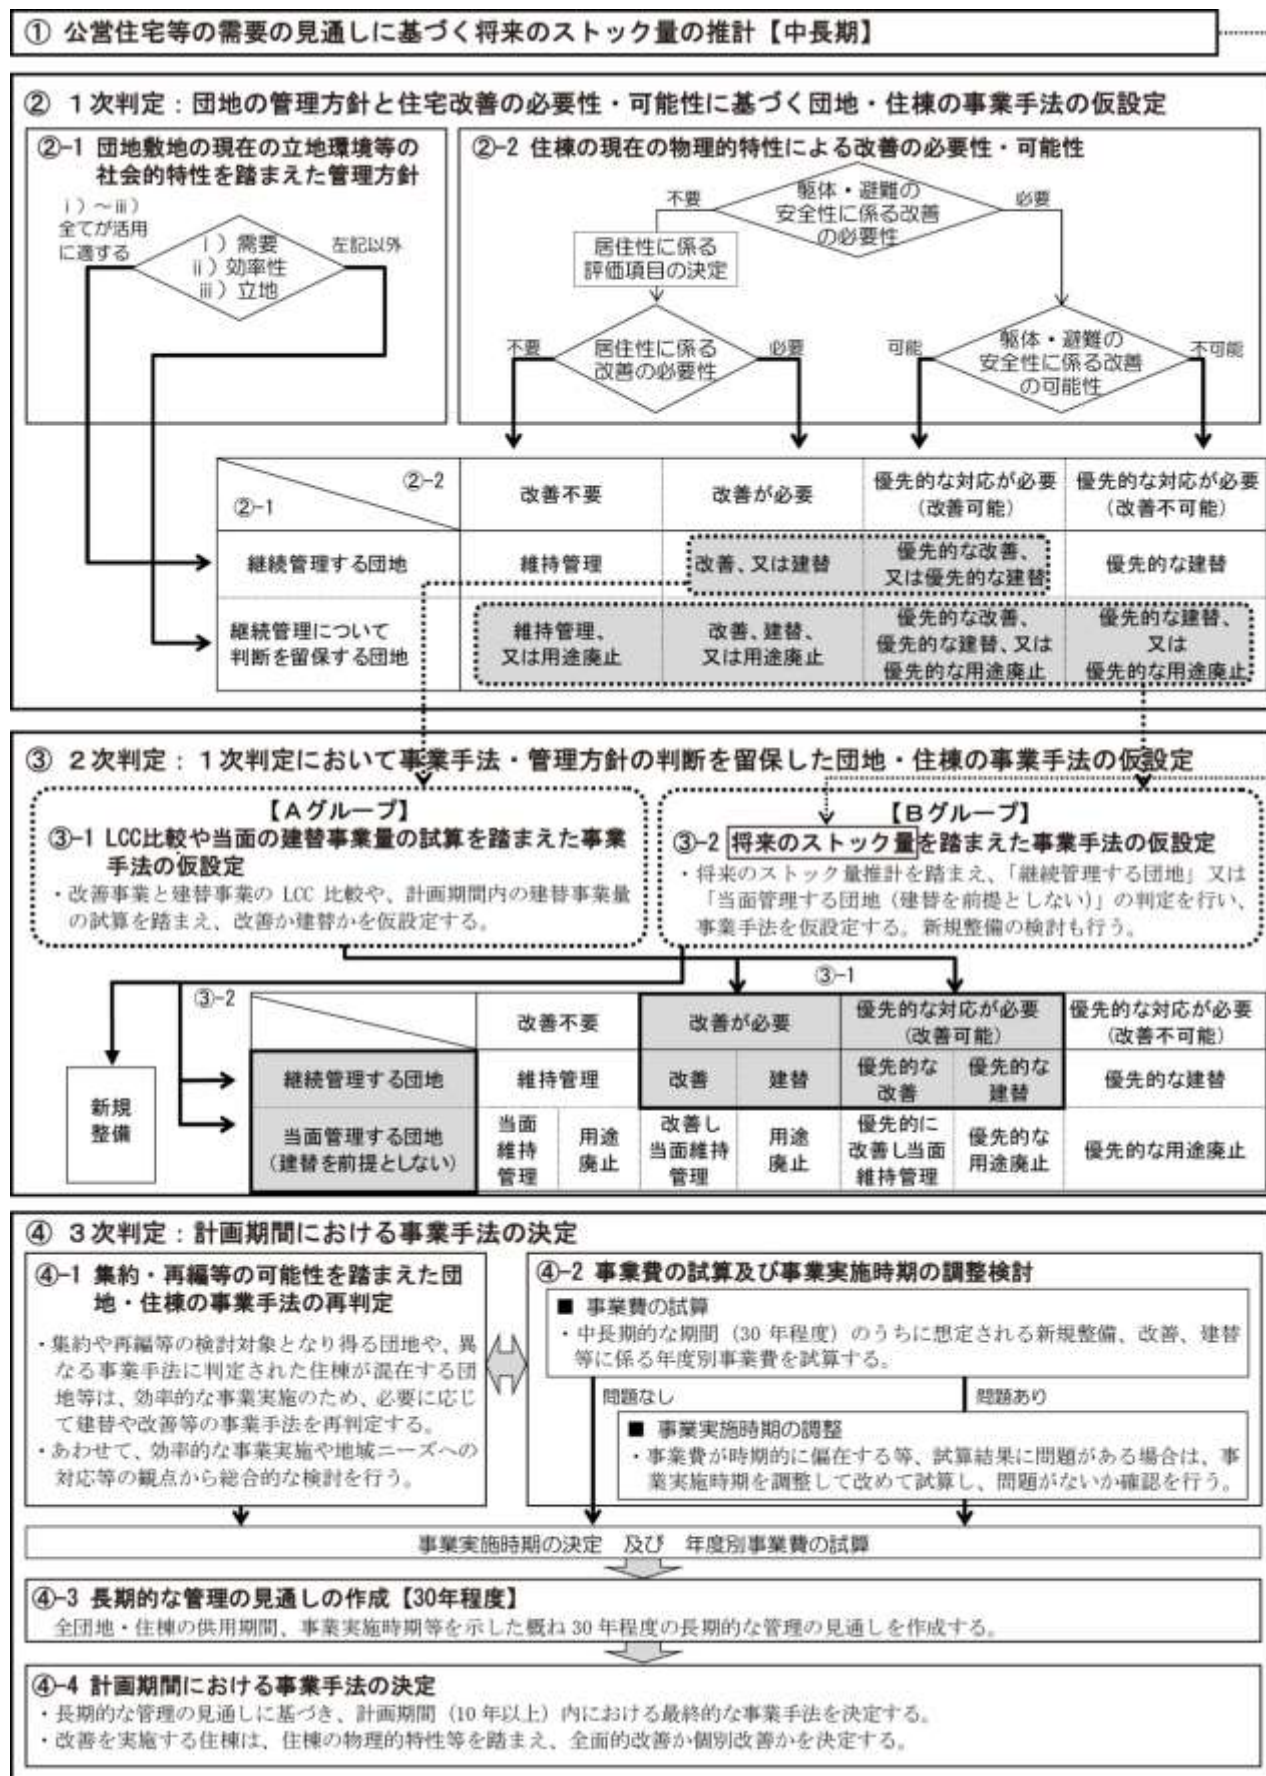 ① 公営住宅等の需要の見通しに基づく将来のストック量の推計【中長期】
② 1次判定：団地の管理方針と住宅改善の必要性・可能性に基づく団地・住棟の事業手法の仮設定
②-1 団地敷地の現在の立地環境等の
社会的特性を踏まえた管理方針
ⅰ）～ⅲ）
全てが活用
に適する
ⅰ）需要
ⅱ）効率性
ⅲ）立地
左記以外
②-2 住棟の現在の物理的特性による改善の必要性・可能性
不要
躯体・避難の
安全性に係る改善
の必要性
必要
居住性に係る
評価項目の決定
不要
居住性に係る
改善の必要性
必要
可能
躯体・避難の
安全性に係る改善
の可能性
不可能
②-2
②-1
改善不要
改善が必要
優先的な対応が必要
（改善可能）
優先的な対応が必要
（改善不可能）
継続管理する団地
維持管理
改善、又は建替
優先的な改善、
又は優先的な建替
優先的な建替
継続管理について
判断を留保する団地
維持管理、
又は用途廃止
改善、建替、
又は用途廃止
優先的な改善、
優先的な建替、又は
優先的な用途廃止
優先的な建替、
又は
優先的な用途廃止
③ 2次判定：1次判定において事業手法・管理方針の判断を留保した団地・住棟の事業手法の仮設定
【Aグループ】
③-1 LCC比較や当面の建替事業量の試算を踏まえた事業
手法の仮設定
・改善事業と建替事業の LCC 比較や、計画期間内の建替事業量
の試算を踏まえ、改善か建替かを仮設定する。
【Bグループ】
③-2 将来のストック量を踏まえた事業手法の仮設定
・将来のストック量推計を踏まえ、「継続管理する団地」又は
「当面管理する団地（建替を前提としない）」の判定を行い、
事業手法を仮設定する。新規整備の検討も行う。
③-1
③-2
改善不要
改善が必要
優先的な対応が必要
（改善可能）
優先的な対応が必要
（改善不可能）
新規
整備
継続管理する団地
維持管理
改善
建替
優先的な
改善
優先的な
建替
優先的な建替
当面管理する団地
（建替を前提としない）
当面
維持
管理
用途
廃止
改善し
当面維持
管理
用途
廃止
優先的に
改善し当面
維持管理
優先的な
用途廃止
優先的な用途廃止
④ 3次判定：計画期間における事業手法の決定
④-1 集約・再編等の可能性を踏まえた団
地・住棟の事業手法の再判定
・集約や再編等の検討対象となり得る団地や、異
なる事業手法に判定された住棟が混在する団
地等は、効率的な事業実施のため、必要に応じ
て建替や改善等の事業手法を再判定する。
・あわせて、効率的な事業実施や地域ニーズへの
対応等の観点から総合的な検討を行う。
④-2 事業費の試算及び事業実施時期の調整検討
■ 事業費の試算
・中長期的な期間（30 年程度）のうちに想定される新規整備、改善、建替
等に係る年度別事業費を試算する。
問題なし
問題あり
■ 事業実施時期の調整
・事業費が時期的に偏在する等、試算結果に問題がある場合は、事
業実施時期を調整して改めて試算し、問題がないか確認を行う。
事業実施時期の決定 及び 年度別事業費の試算
④-3 長期的な管理の見通しの作成【30年程度】
全団地・住棟の供用期間、事業実施時期等を示した概ね 30 年程度の長期的な管理の見通しを作成する。
④-4 計画期間における事業手法の決定
・長期的な管理の見通しに基づき、計画期間（10 年以上）内における最終的な事業手法を決定する。
・改善を実施する住棟は、住棟の物理的特性等を踏まえ、全面的改善か個別改善かを決定する。